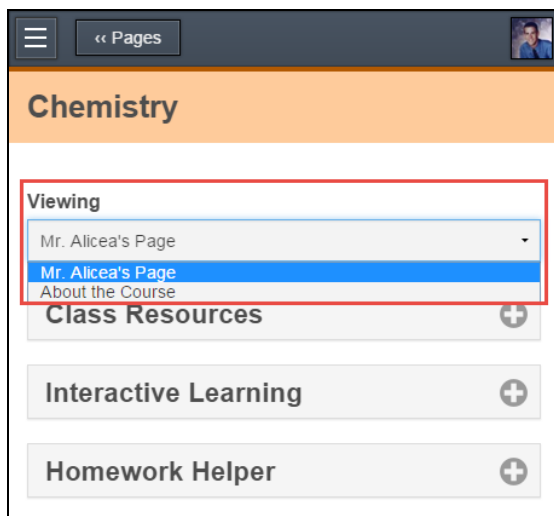 ‹‹ Pages
Chemistry
Viewing
Mr. Alicea's Page
Mr. Alicea's Page
About the Course
Class Resources
Interactive Learning
Homework Helper